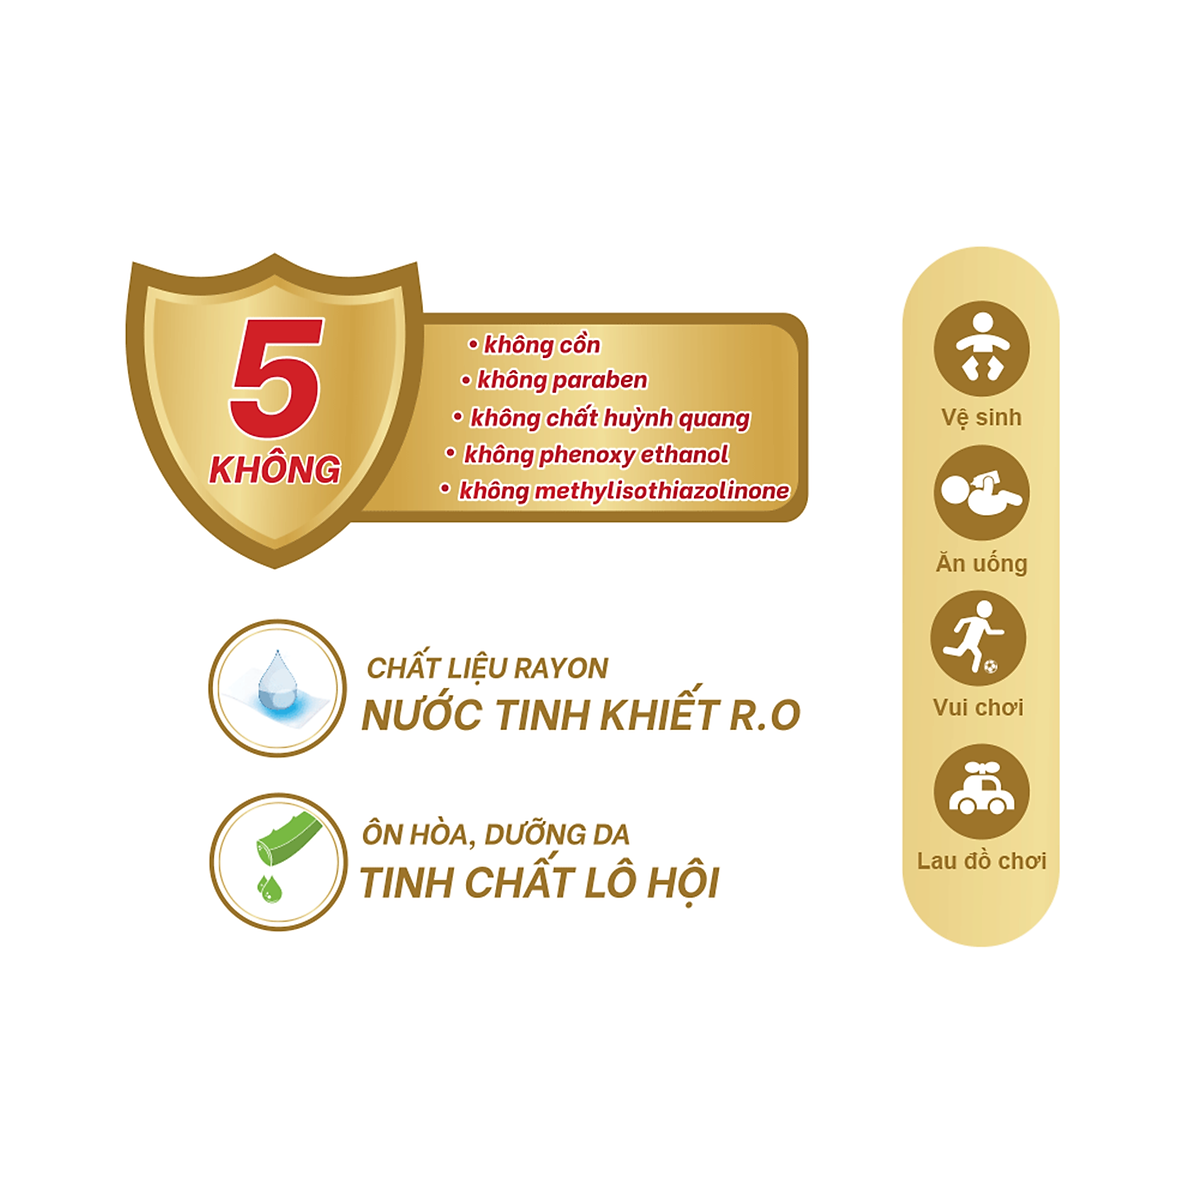 5
KHÔNG
• không cồn
• không paraben
• không chất huỳnh quang
• không phenoxy ethanol
• không methylisothiazolinone
CHẤT LIỆU RAYON
NƯỚC TINH KHIẾT R.O
ÔN HÒA, DƯỠNG DA
TINH CHẤT LÔ HỘI
Vệ sinh
Ăn uống
Vui chơi
Lau đồ chơi